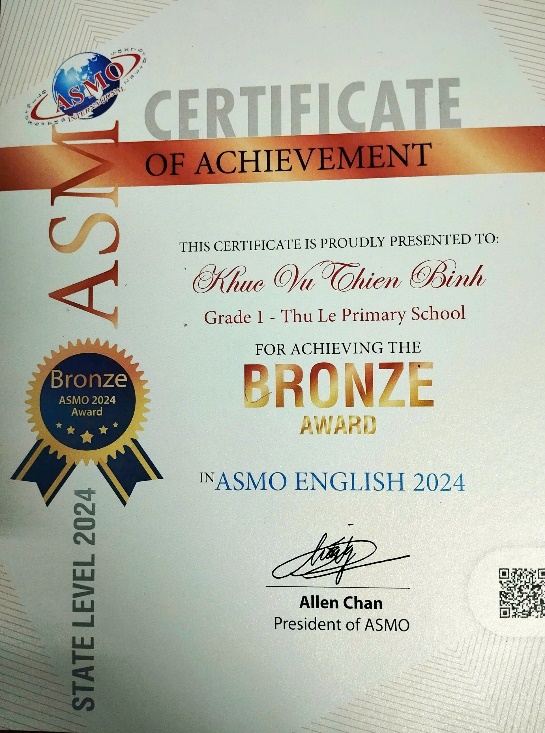 ASMO
INTERNATIONAL
CERTIFICATE
OF ACHIEVEMENT
ASM
THIS CERTIFICATE IS PROUDLY PRESENTED TO:
Khuc Vu Thien Binh
Grade 1 - Thu Le Primary School
FOR ACHIEVING THE
BRONZE
AWARD
Bronze
ASMO 2024
Award
IN ASMO ENGLISH 2024
Allen Chan
President of ASMO
STATE LEVEL 2024